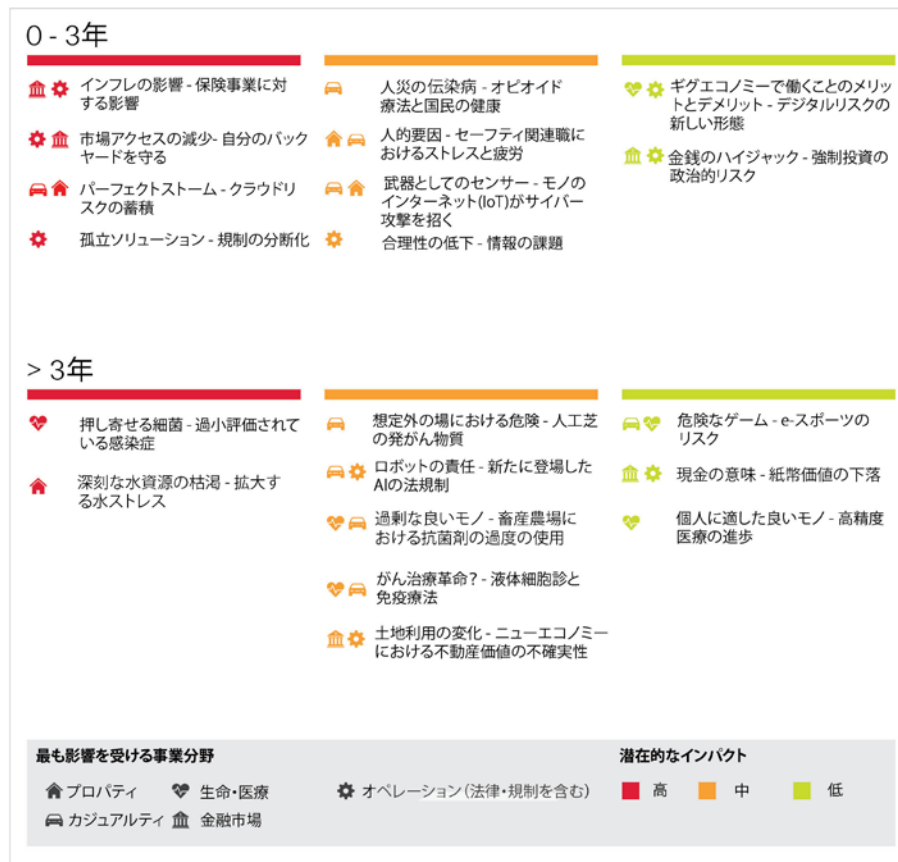 0 - 3年
インフレの影響 - 保険事業に対
する影響
市場アクセスの減少- 自分のバック
ヤードを守る
パーフェクトストーム - クラウドリ
スクの蓄積
孤立ソリューション - 規制の分断化
人災の伝染病 - オピオイド
療法と国民の健康
人的要因 - セーフティ関連職に
おけるストレスと疲労
武器としてのセンサー - モノの
インターネット(IoT)がサイバー
攻撃を招く
合理性の低下 - 情報の課題
ギグエコノミーで働くことのメリッ
トとデメリット - デジタルリスクの
新しい形態
金銭のハイジャック - 強制投資の
政治的リスク
> 3年
押し寄せる細菌 - 過小評価されて
いる感染症
深刻な水資源の枯渇 - 拡大す
る水ストレス
想定外の場における危険 - 人工芝
の発がん物質
ロボットの責任 - 新たに登場した
AIの法規制
過剰な良いモノ - 畜産農場に
おける抗菌剤の過度の使用
がん治療革命? - 液体細胞診と
免疫療法
土地利用の変化 - ニューエコノミー
における不動産価値の不確実性
危険なゲーム - e-スポーツの
リスク
現金の意味 - 紙幣価値の下落
個人に適した良いモノ - 高精度
医療の進歩
最も影響を受ける事業分野
プロパティ
生命・医療
オペレーション(法律・規制を含む)
カジュアルティ
金融市場
潜在的なインパクト
高
中
低